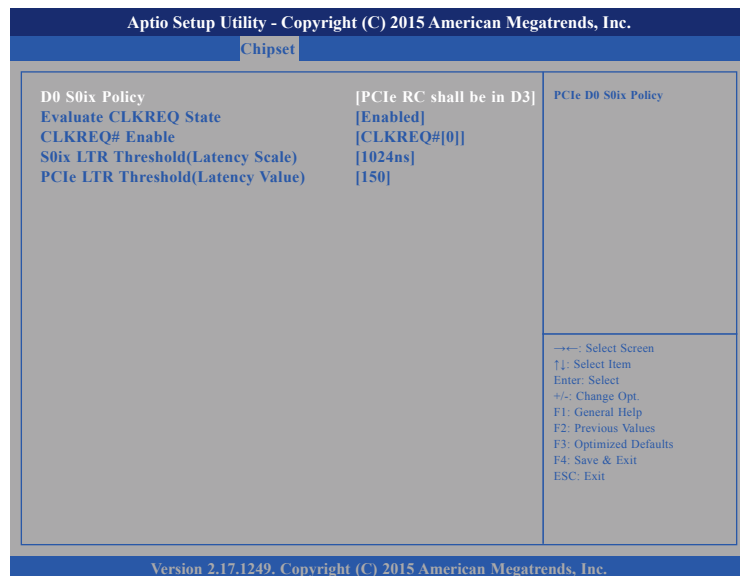 Aptio Setup Utility - Copyright (C) 2015 American Megatrends, Inc.
Chipset
D0 S0ix Policy [PCIe RC shall be in D3]
Evaluate CLKREQ State [Enabled]
CLKREQ# Enable [CLKREQ#[0]]
S0ix LTR Threshold(Latency Scale) [1024ns]
PCIe LTR Threshold(Latency Value) [150]
PCIe D0 S0ix Policy
→←: Select Screen
↑↓: Select Item
Enter: Select
+/-: Change Opt.
F1: General Help
F2: Previous Values
F3: Optimized Defaults
F4: Save & Exit
ESC: Exit
Version 2.17.1249. Copyright (C) 2015 American Megatrends, Inc.